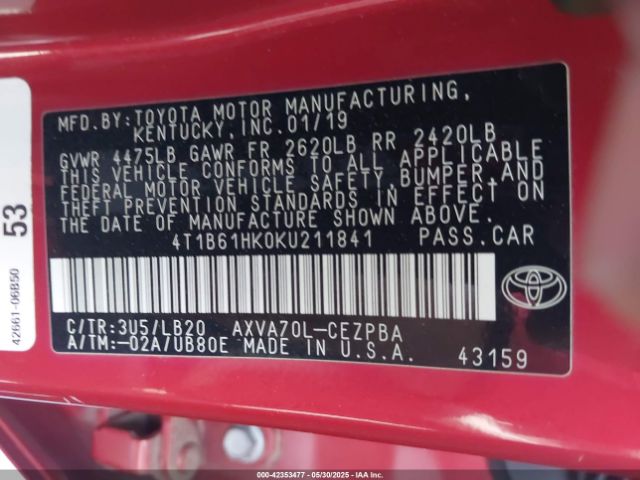 MFD.BY: TOYOTA MOTOR MANUFACTURING,
KENTUCKY, INC. 01/19
GVWR 4475LB GAWR FR 2620LB RR 2420LB
THIS VEHICLE CONFORMS TO ALL APPLICABLE
FEDERAL MOTOR VEHICLE SAFETY, BUMPER, AND
THEFT PREVENTION STANDARDS IN EFFECT ON
THE DATE OF MANUFACTURE SHOWN ABOVE.
4T1B61HK0KU211841 PASS.CAR
C/TR:3U5/LB20 AXVA70L-CEZPBA
A/TM:-02A/UB80E MADE IN U.S.A.
43159
TOYOTA
53
42661-06B50
000-42353477 - 05/30/2025 - IAAI.COM